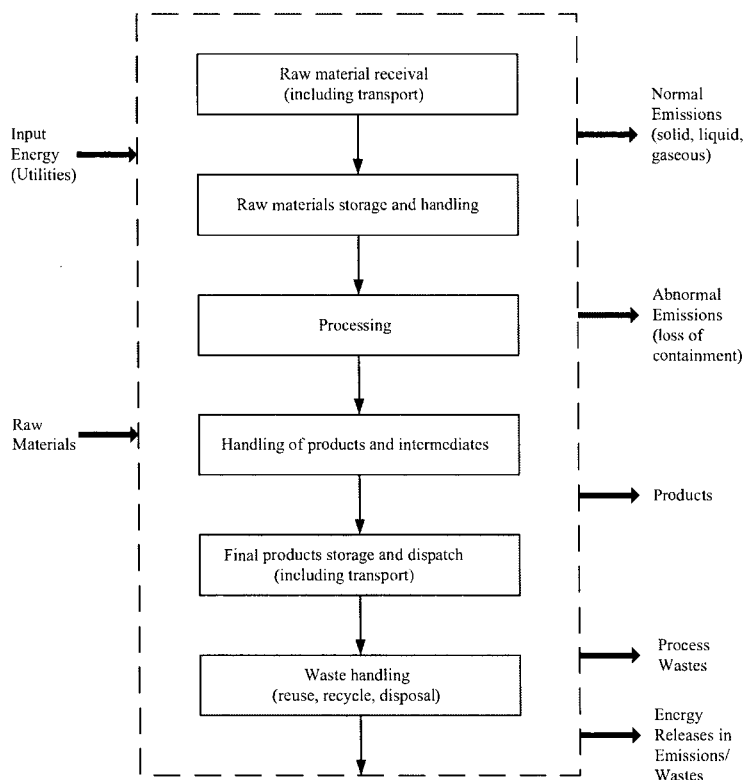 Raw material receival
(including transport)
Normal
Emissions
(solid, liquid,
gaseous)
Input
Energy
(Utilities)
Raw materials storage and handling
Abnormal
Emissions
(loss of
containment)
Processing
Raw
Materials
Handling of products and intermediates
Products
Final products storage and dispatch
(including transport)
Process
Wastes
Waste handling
(reuse, recycle, disposal)
Energy
Releases in
Emissions/
Wastes